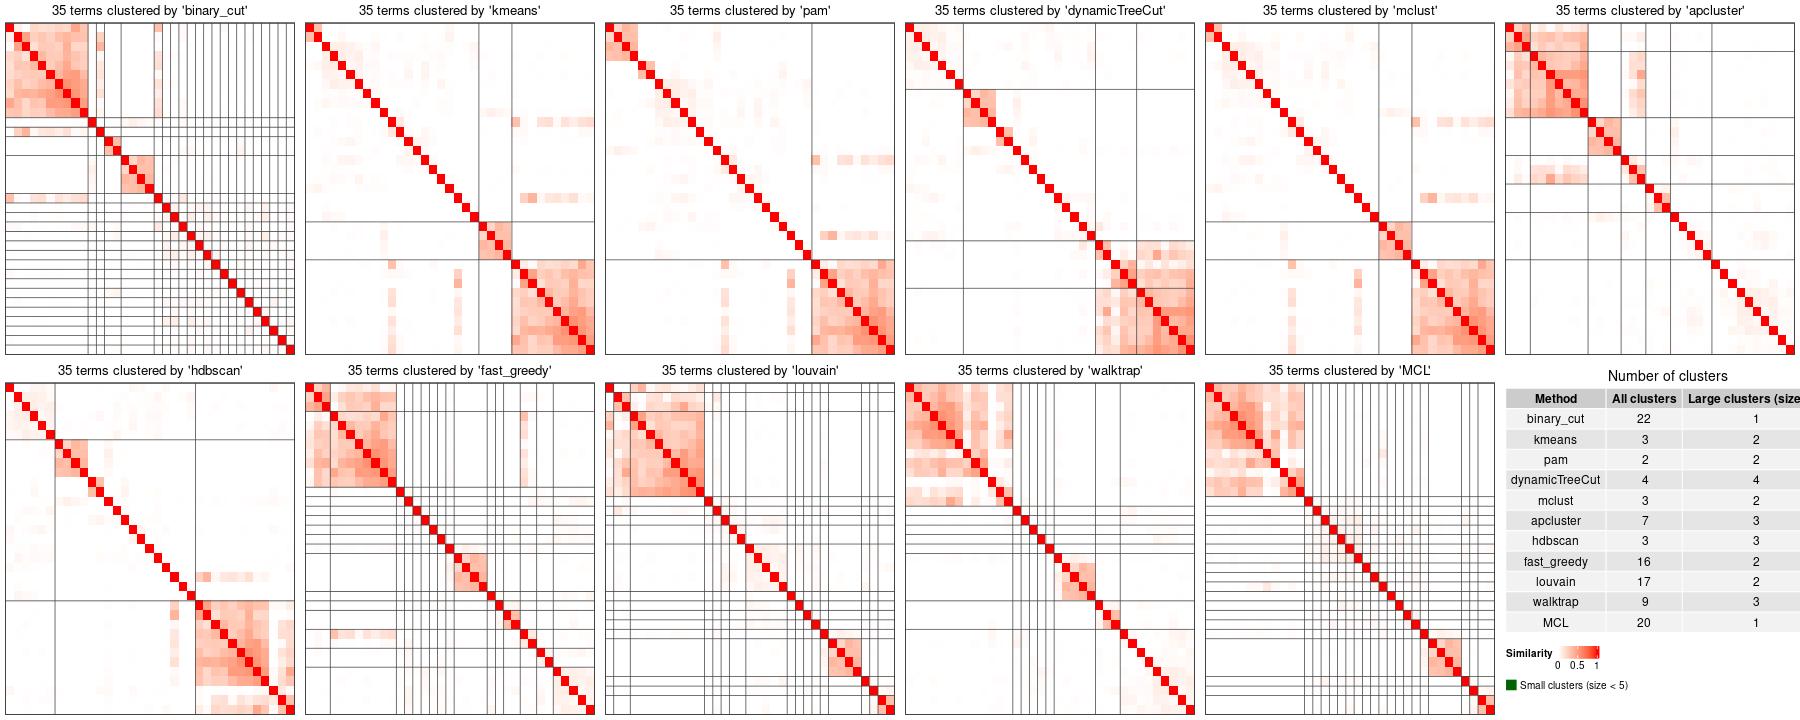 35 terms clustered by 'binary_cut'
35 terms clustered by 'kmeans'
35 terms clustered by 'pam'
35 terms clustered by 'dynamicTreeCut'
35 terms clustered by 'mclust'
35 terms clustered by 'apcluster'
35 terms clustered by 'hdbscan'
35 terms clustered by 'fast_greedy'
35 terms clustered by 'louvain'
35 terms clustered by 'walktrap'
35 terms clustered by 'MCL'
Number of clusters
Method All clusters Large clusters (size
binary_cut 22 1
kmeans 3 2
pam 2 2
dynamicTreeCut 4 4
mclust 3 2
apcluster 7 3
hdbscan 3 3
fast_greedy 16 2
louvain 17 2
walktrap 9 3
MCL 20 1
Similarity
0 0.5 1
Small clusters (size < 5)